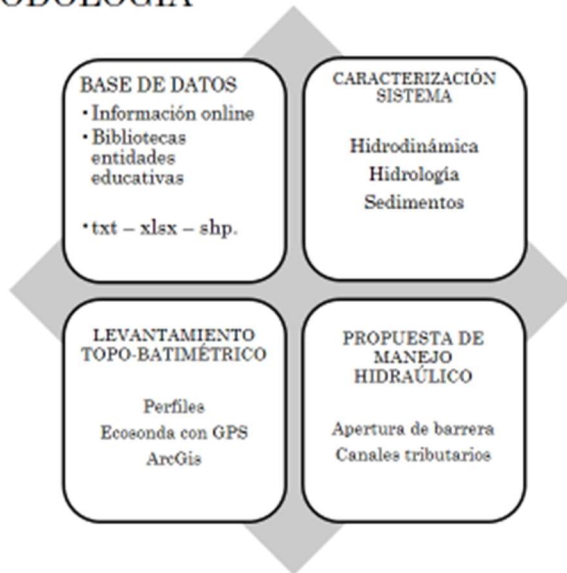 BASE DE DATOS
• Información online
• Bibliotecas
entidades
educativas
• txt – xlsx – shp.
CARACTERIZACIÓN
SISTEMA
Hidrodinámica
Hidrología
Sedimentos
LEVANTAMIENTO
TOPO-BATIMÉTRICO
Perfiles
Ecosonda con GPS
ArcGis
PROPUESTA DE
MANEJO
HIDRAÚLICO
Apertura de barrera
Canales tributarios